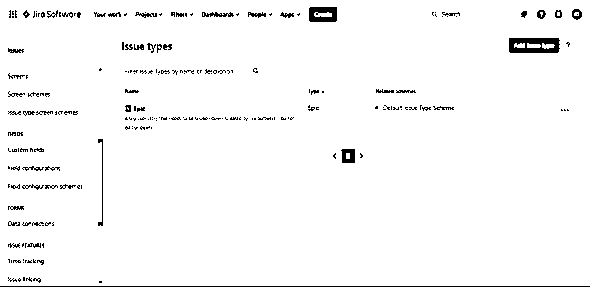 Jira Software Your work Projects Filters Dashboards People Apps Create Search
Issue types
Add issue type ?
ISSUES
Screens
Screen schemes
Issue type screen schemes
FIELDS
Custom fields
Field configurations
Field configuration schemes
FORMS
Data connections
ISSUE FEATURES
Time tracking
Issue linking
Filter issue types by name or description
Name Type Related Schemes
Epic Epic Default Issue Type Scheme